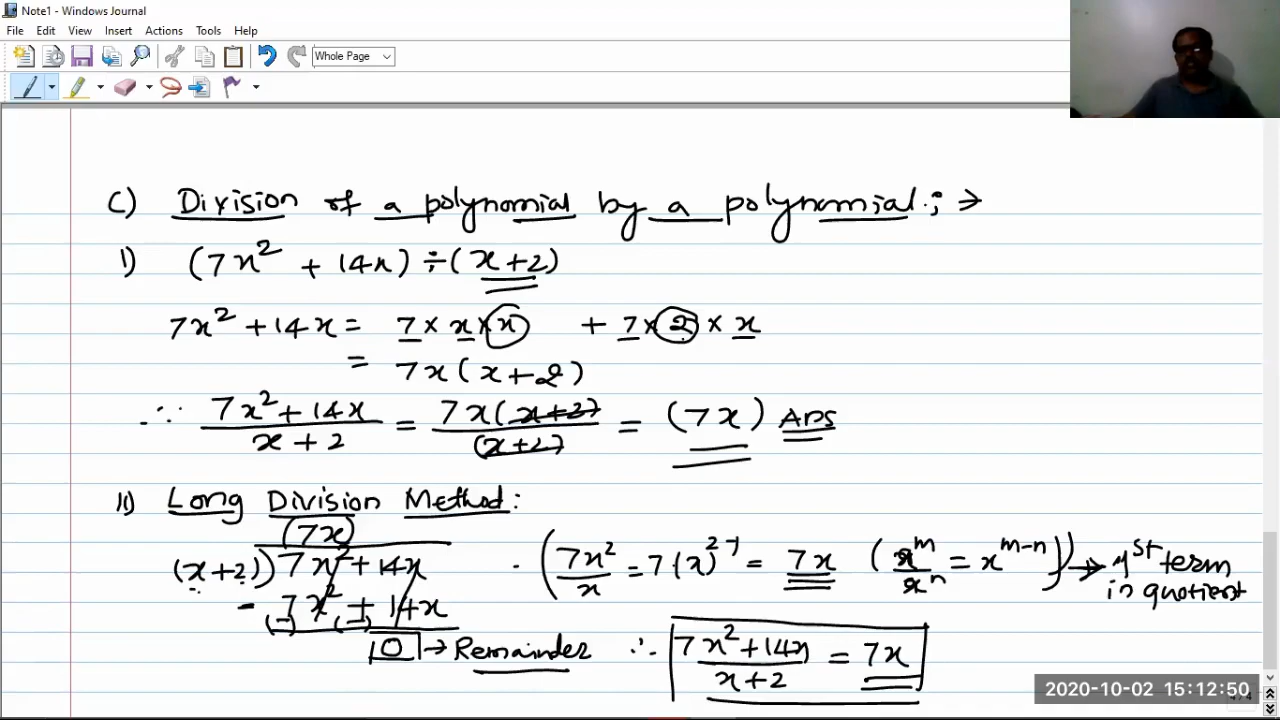 Note1 - Windows Journal
File Edit View Insert Actions Tools Help
Whole Page
C) Division of a polynomial by a polynomial :→
i) (7x² + 14x) ÷ (x+2)
7x² + 14x = 7 × x × x + 7 × 2 × x
= 7x (x+2)
∴ 7x² + 14x / x + 2 = 7x (x+2) / (x+2) = (7x) Ans
ii) Long Division Method:
(7x)
(x+2) ) 7x² + 14x · ( 7x² / x = 7(x)²⁻¹ = 7x ( xᵐ / xⁿ = xᵐ⁻ⁿ ) ) → 1st term in quotient
- 7x² + 14x
(-) (-)
0 → Remainder ∴ 7x² + 14x / x + 2 = 7x
2020-10-02 15:12:50